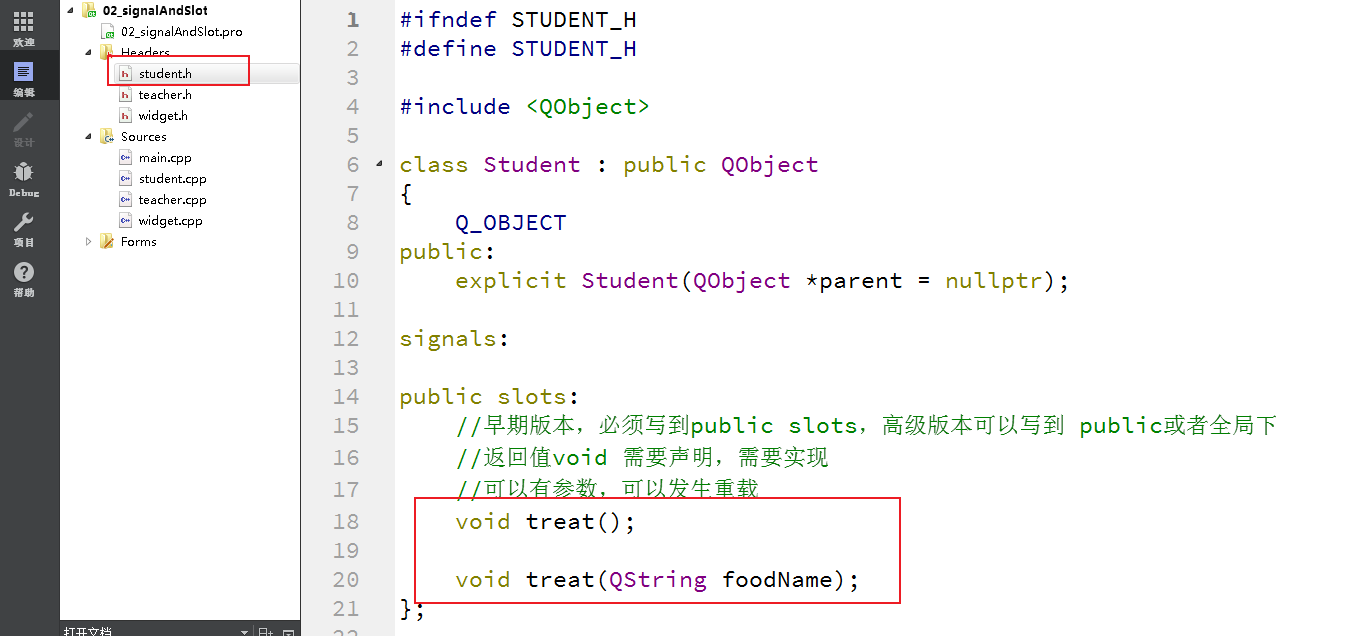 欢迎
编辑
设计
Debug
项目
帮助
02_signalAndSlot
02_signalAndSlot.pro
Headers
student.h
teacher.h
widget.h
Sources
main.cpp
student.cpp
teacher.cpp
widget.cpp
Forms
打开文档
1 #ifndef STUDENT_H
2 #define STUDENT_H
3
4 #include <QObject>
5
6 class Student : public QObject
7 {
8 Q_OBJECT
9 public:
10 explicit Student(QObject *parent = nullptr);
11
12 signals:
13
14 public slots:
15 //早期版本，必须写到public slots，高级版本可以写到 public或者全局下
16 //返回值void 需要声明，需要实现
17 //可以有参数，可以发生重载
18 void treat();
19
20 void treat(QString foodName);
21 };
22